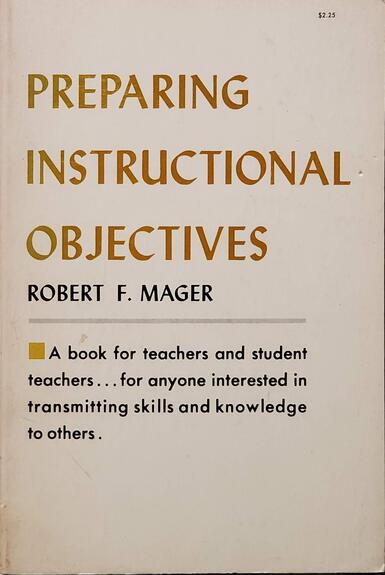 $2.25
PREPARING
INSTRUCTIONAL
OBJECTIVES
ROBERT F. MAGER
A book for teachers and student
teachers...for anyone interested in
transmitting skills and knowledge
to others.